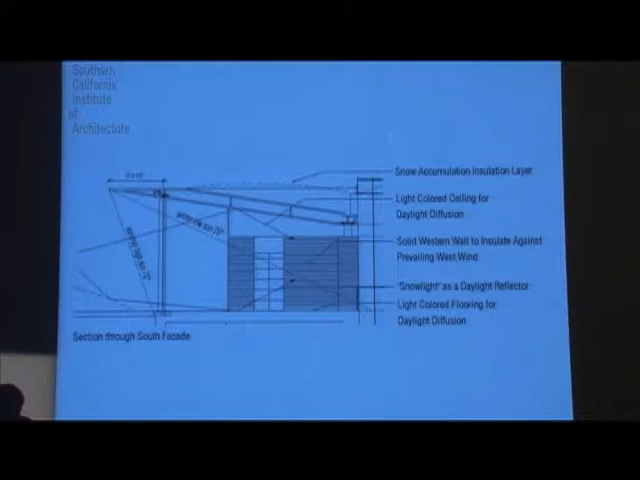 Southern
California
Institute
of
Architecture
Snow Accumulation Insulation Layer
Light Colored Ceiling for
Daylight Diffusion
Solid Western Wall to Insulate Against
Prevailing West Wind
'Snowlight' as a Daylight Reflector
Light Colored Flooring for
Daylight Diffusion
Section through South Facade